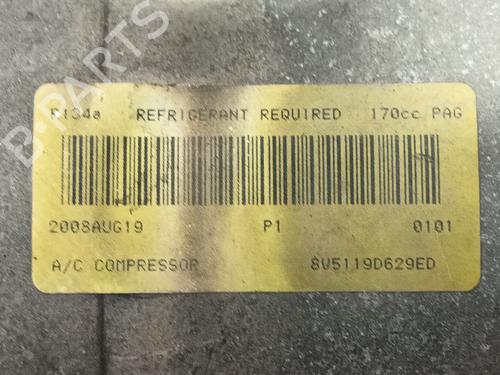 B-PARTS
R134a REFRIGERANT REQUIRED 170cc PAG
2008AUG19 P1 0101
A/C COMPRESSOR 8V5119D629ED